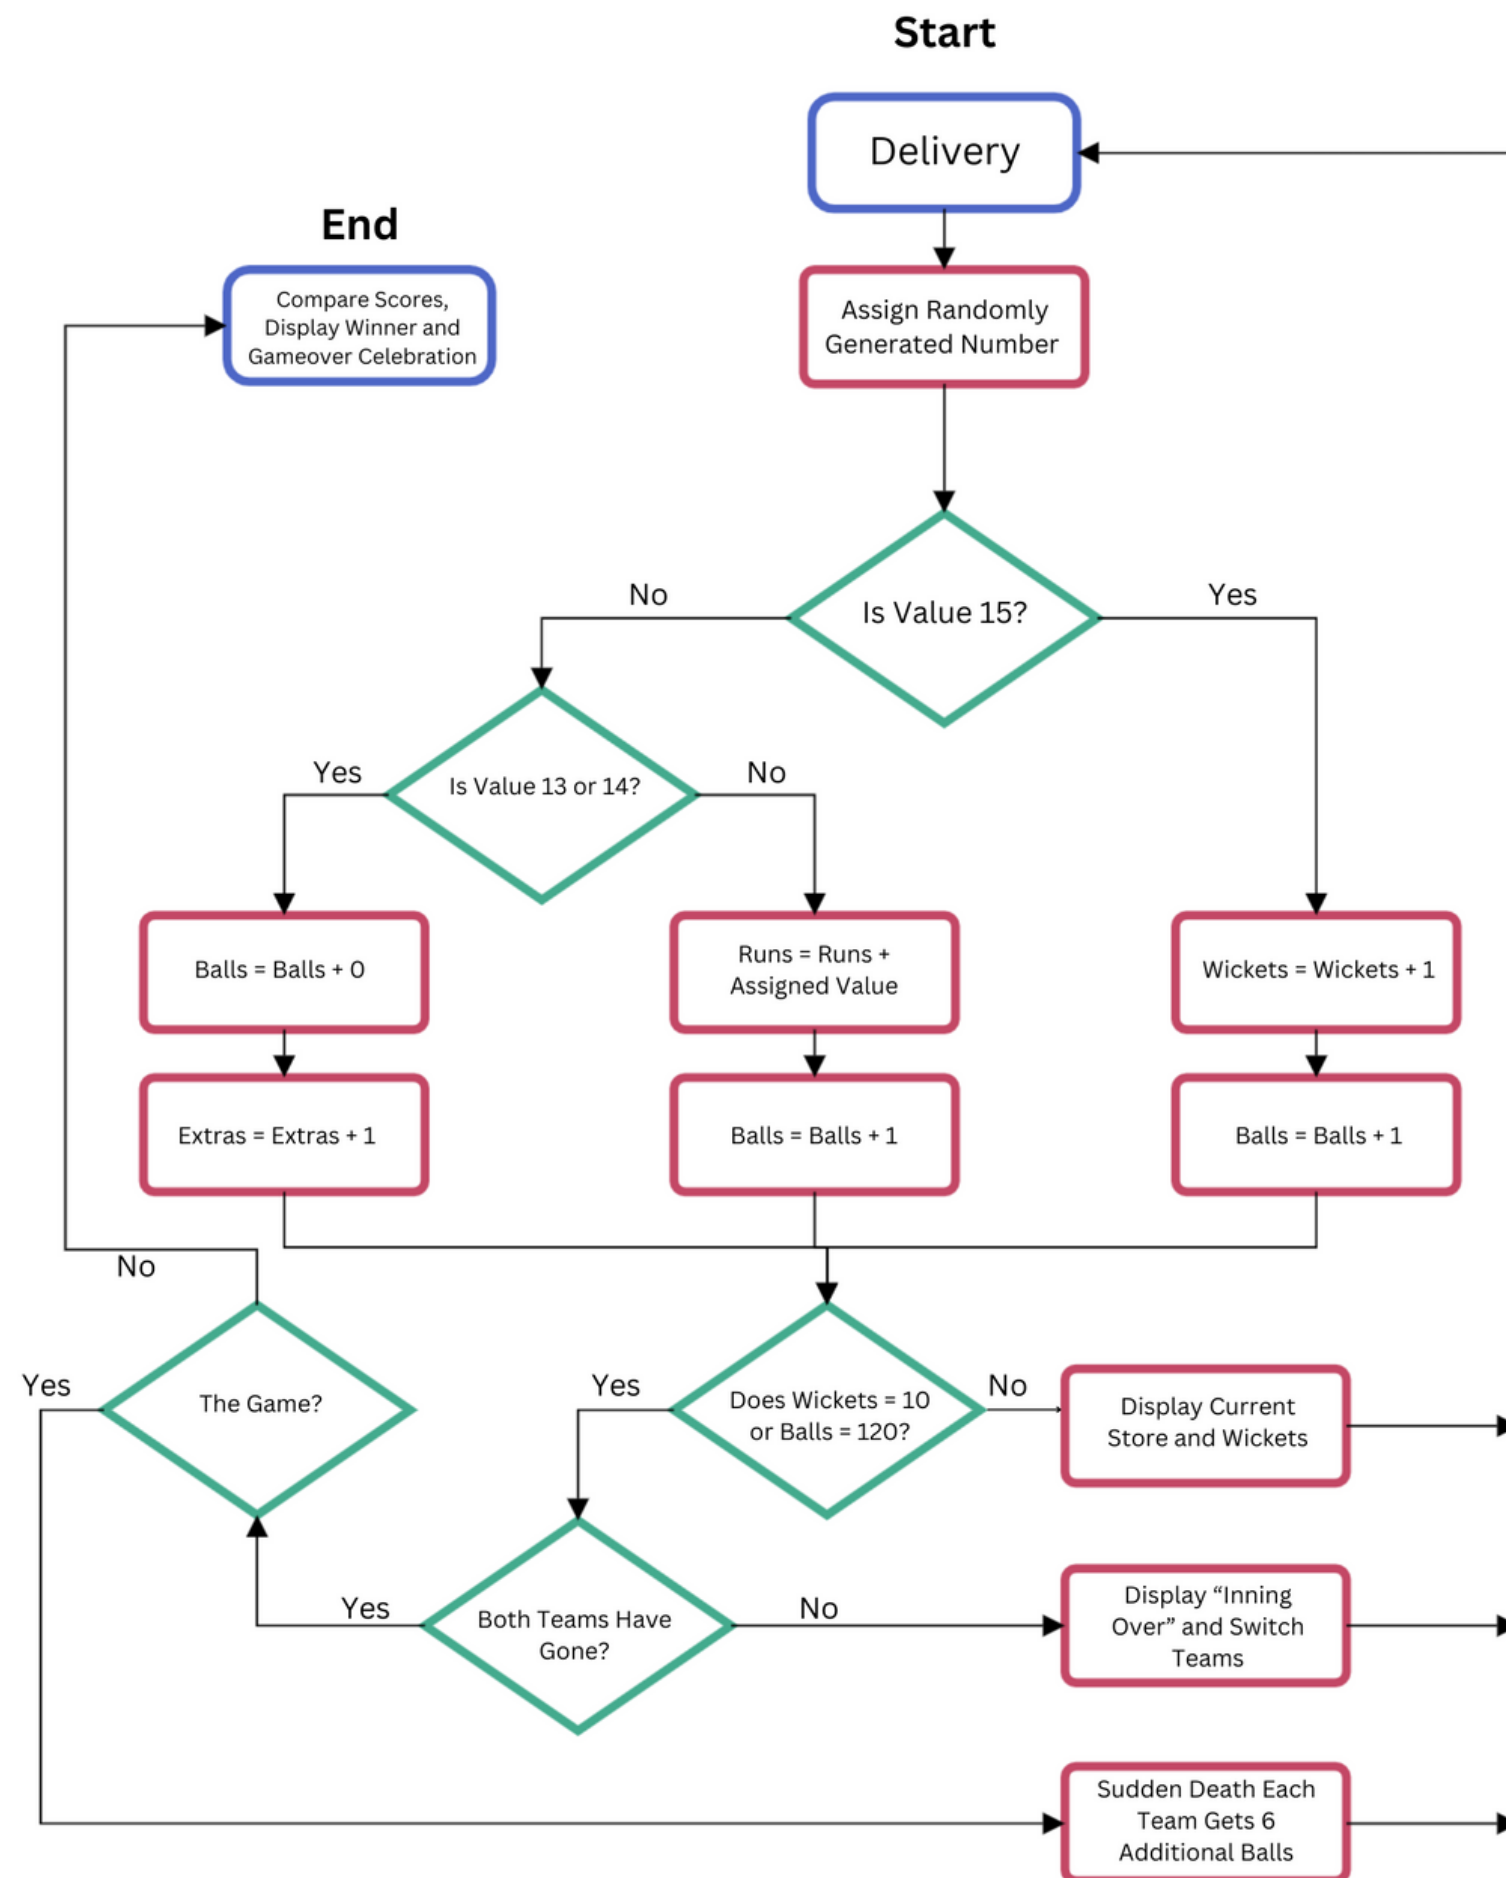 Start
Delivery
End
Compare Scores,
Display Winner and
Gameover Celebration
Assign Randomly
Generated Number
No
Is Value 15?
Yes
Yes
Is Value 13 or 14?
No
Balls = Balls + 0
Runs = Runs +
Assigned Value
Wickets = Wickets + 1
Extras = Extras + 1
Balls = Balls + 1
Balls = Balls + 1
No
Yes
The Game?
Yes
Does Wickets = 10
or Balls = 120?
No
Display Current
Store and Wickets
Yes
Both Teams Have
Gone?
No
Display “Inning
Over” and Switch
Teams
Sudden Death Each
Team Gets 6
Additional Balls